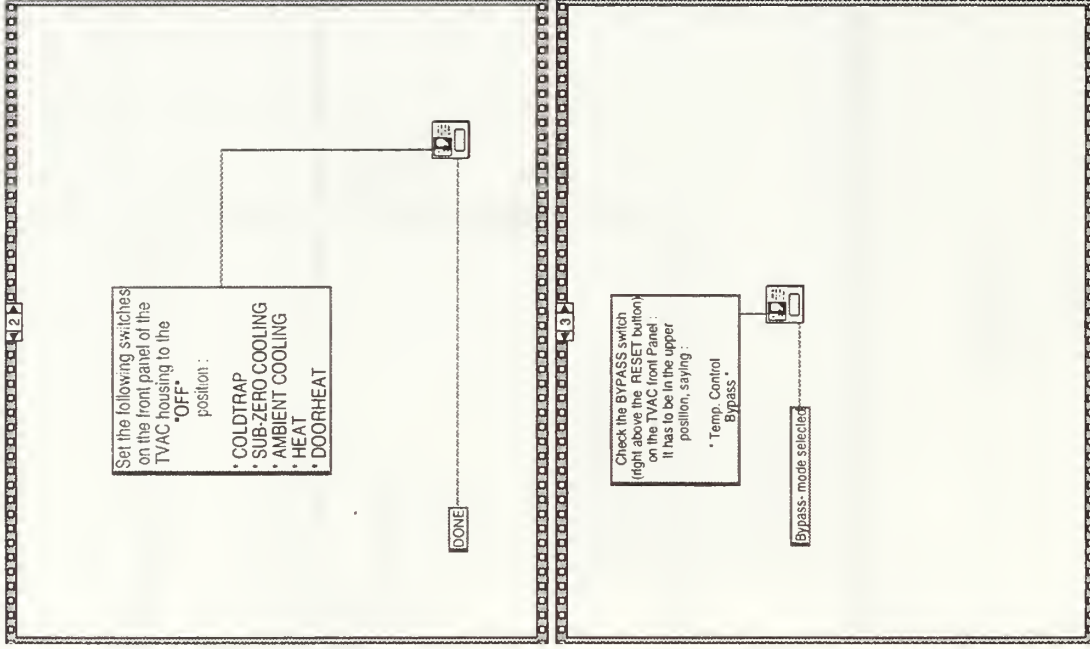 2
Set the following switches
on the front panel of the
TVAC housing to the
"OFF"
position :
* COLDTRAP
* SUB-ZERO COOLING
* AMBIENT COOLING
* HEAT
* DOORHEAT
DONE
3
Check the BYPASS switch
(right above the RESET button)
on the TVAC front Panel :
It has to be in the upper
position, saying :
" Temp. Control
Bypass "
Bypass- mode selected